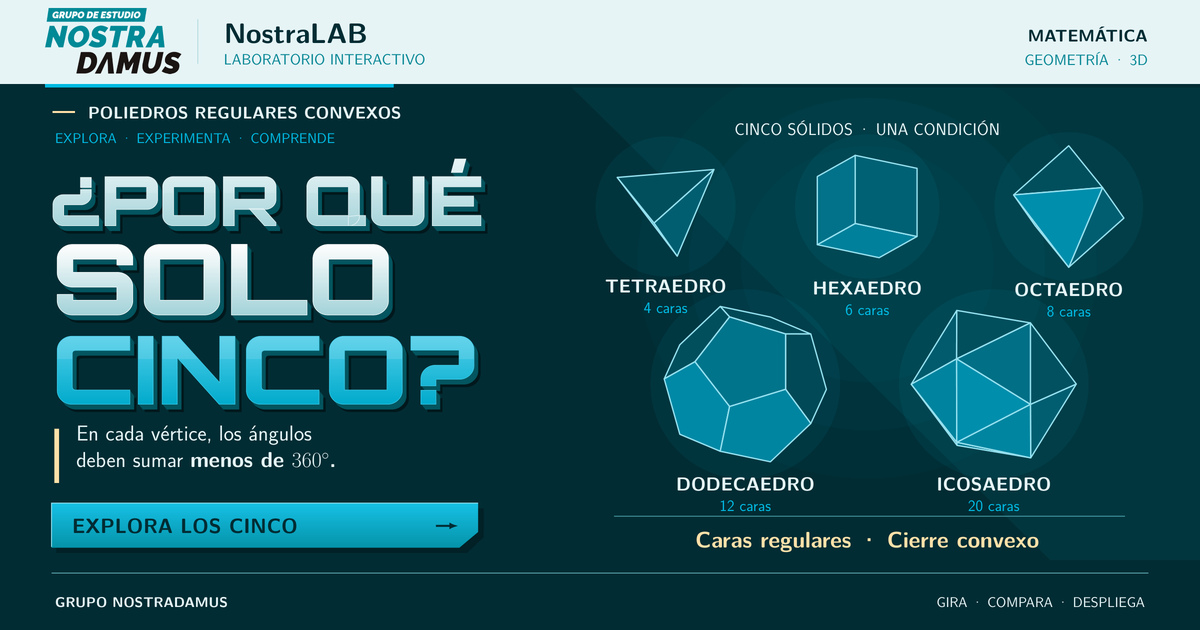 GRUPO DE ESTUDIO
NOSTRA
DAMUS
NostraLAB
LABORATORIO INTERACTIVO
MATEMÁTICA
GEOMETRÍA · 3D
POLIEDROS REGULARES CONVEXOS
EXPLORA · EXPERIMENTA · COMPRENDE
¿POR QUÉ
SOLO
CINCO?
En cada vértice, los ángulos
deben sumar menos de 360°.
EXPLORA LOS CINCO →
CINCO SÓLIDOS · UNA CONDICIÓN
TETRAEDRO
4 caras
HEXAEDRO
6 caras
OCTAEDRO
8 caras
DODECAEDRO
12 caras
ICOSAEDRO
20 caras
Caras regulares · Cierre convexo
GRUPO NOSTRADAMUS
GIRA · COMPARA · DESPLIEGA